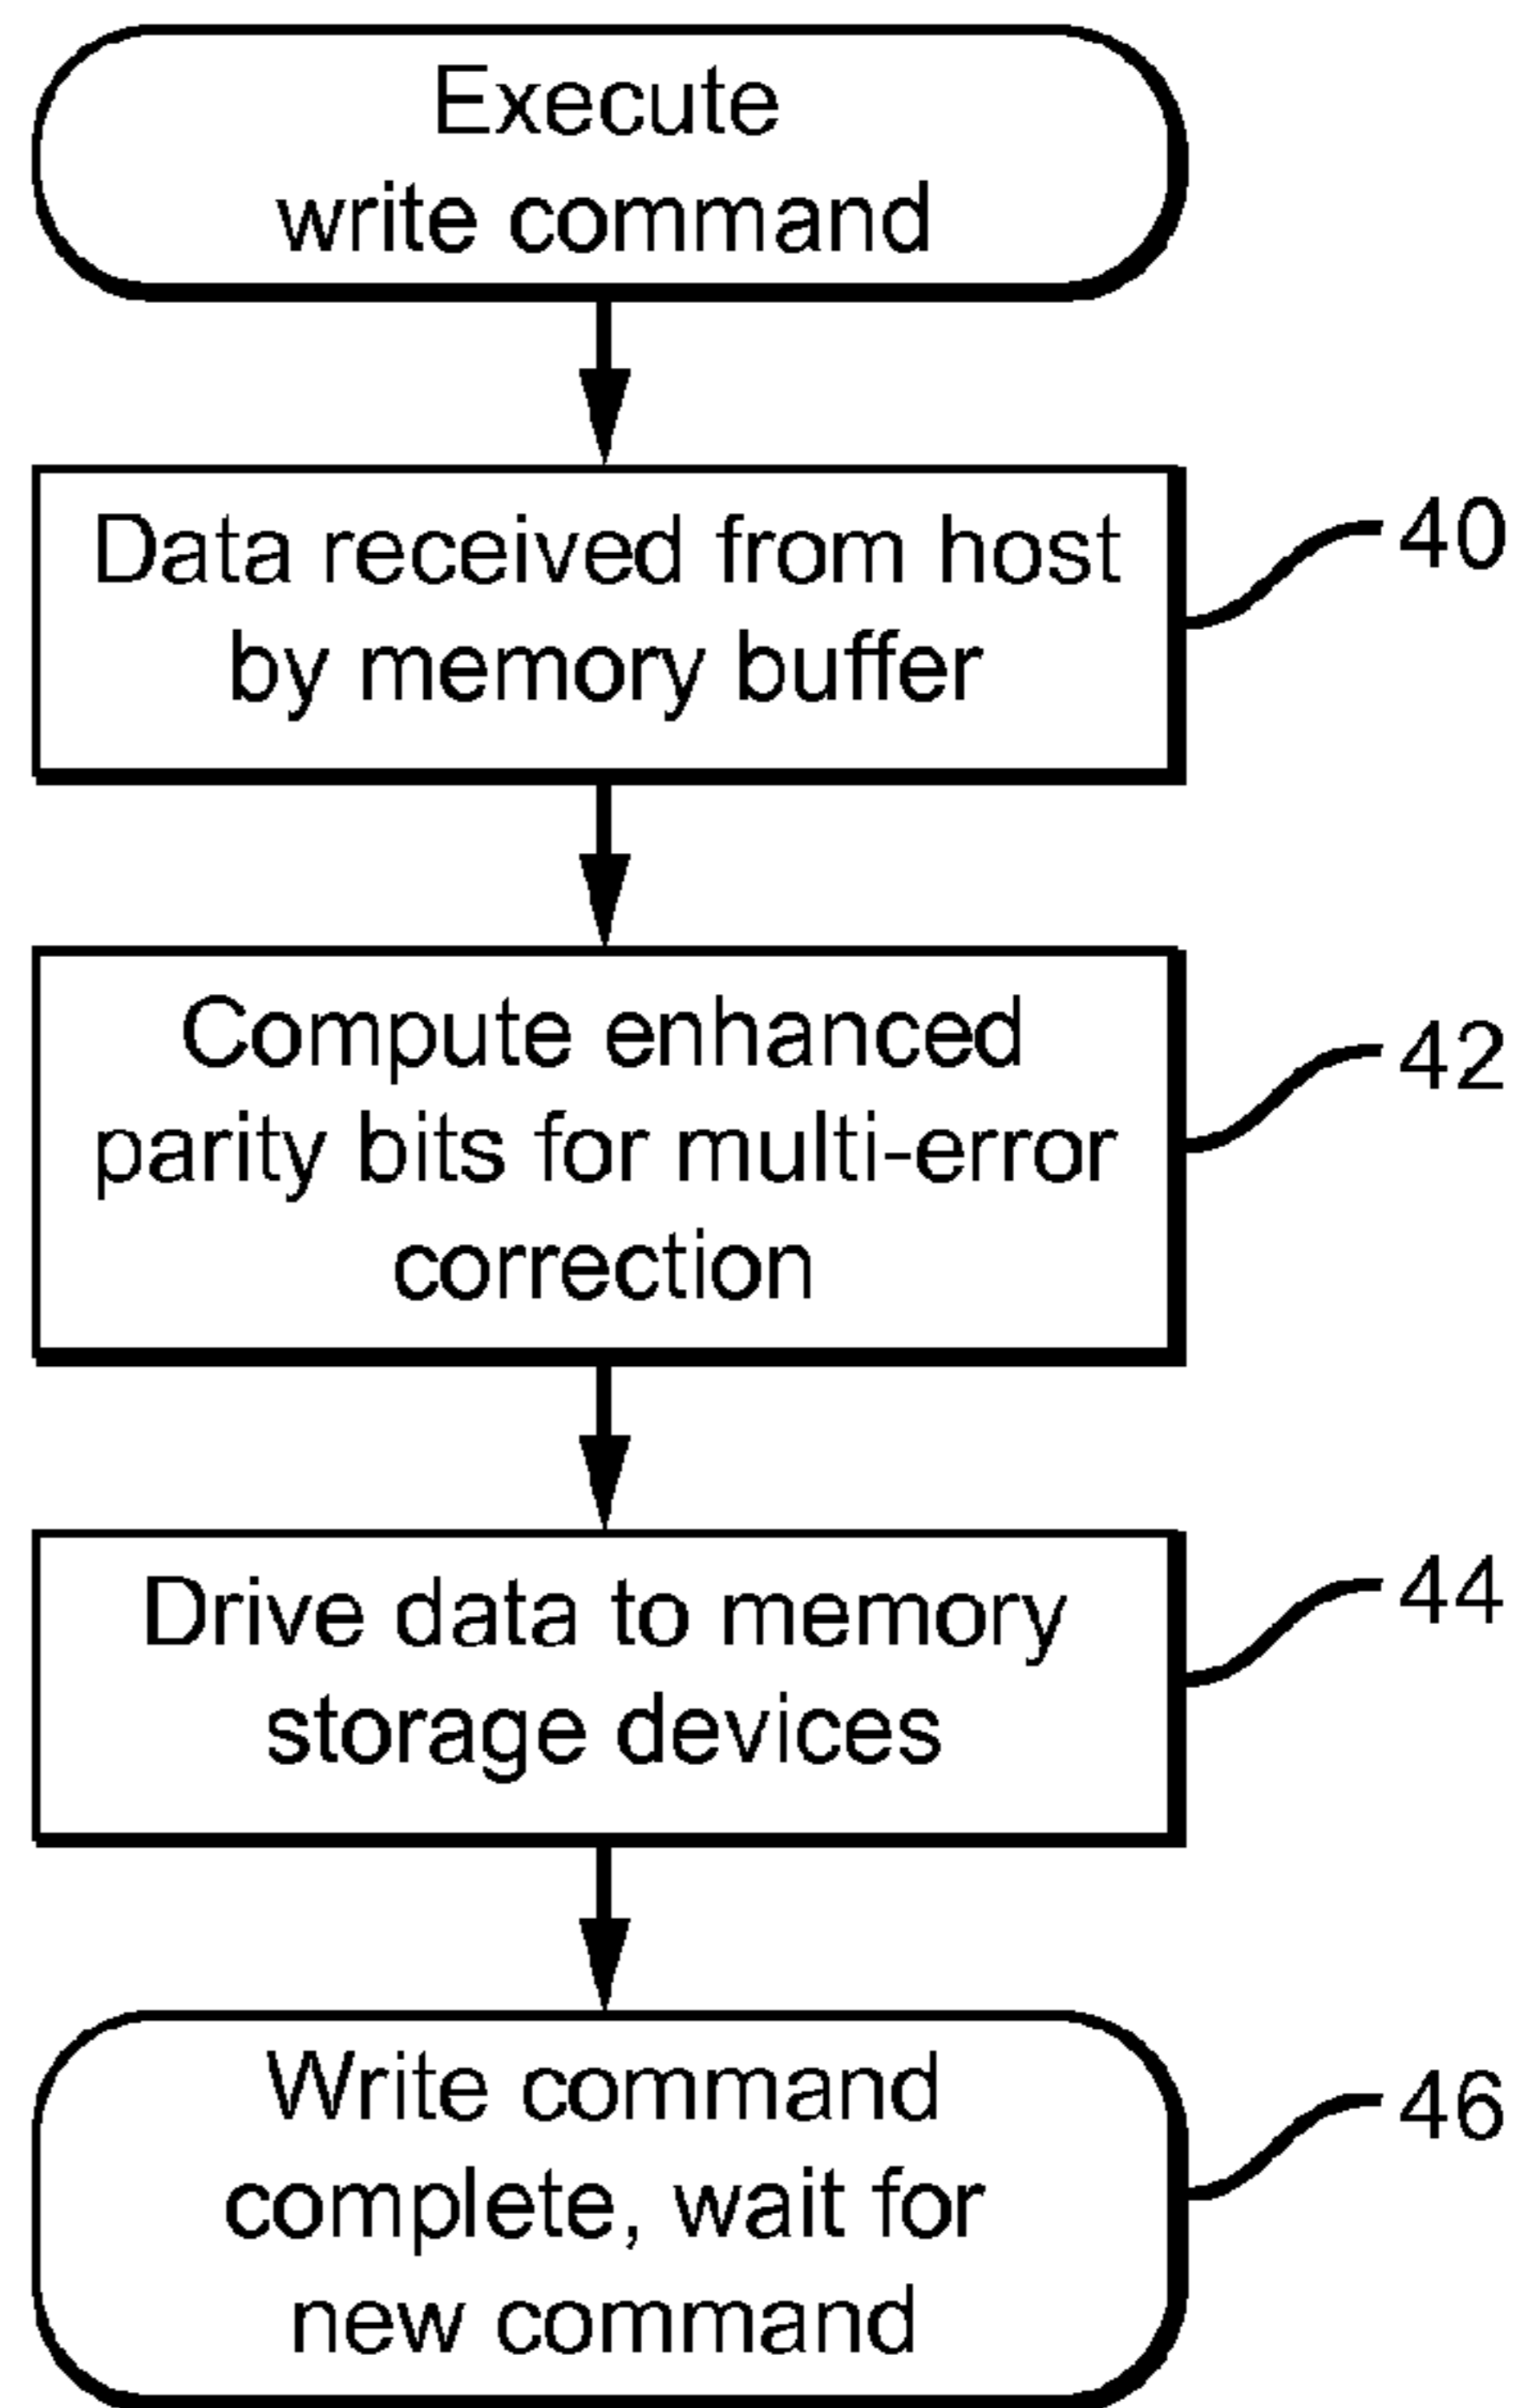 Execute
write command
Data received from host
by memory buffer
40
Compute enhanced
parity bits for multi-error
correction
42
Drive data to memory
storage devices
44
Write command
complete, wait for
new command
46